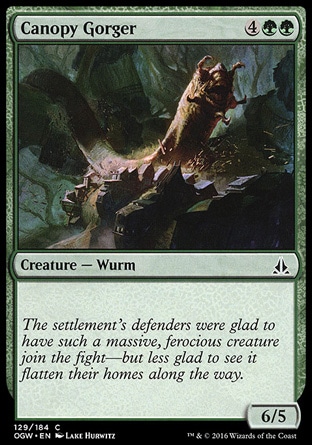 Canopy Gorger 4
Creature — Wurm
The settlement's defenders were glad to
have such a massive, ferocious creature
join the fight—but less glad to see it
flatten their homes along the way.
129/184 C
OGW • EN Lake Hurwitz
™ & © 2016 Wizards of the Coast
6/5